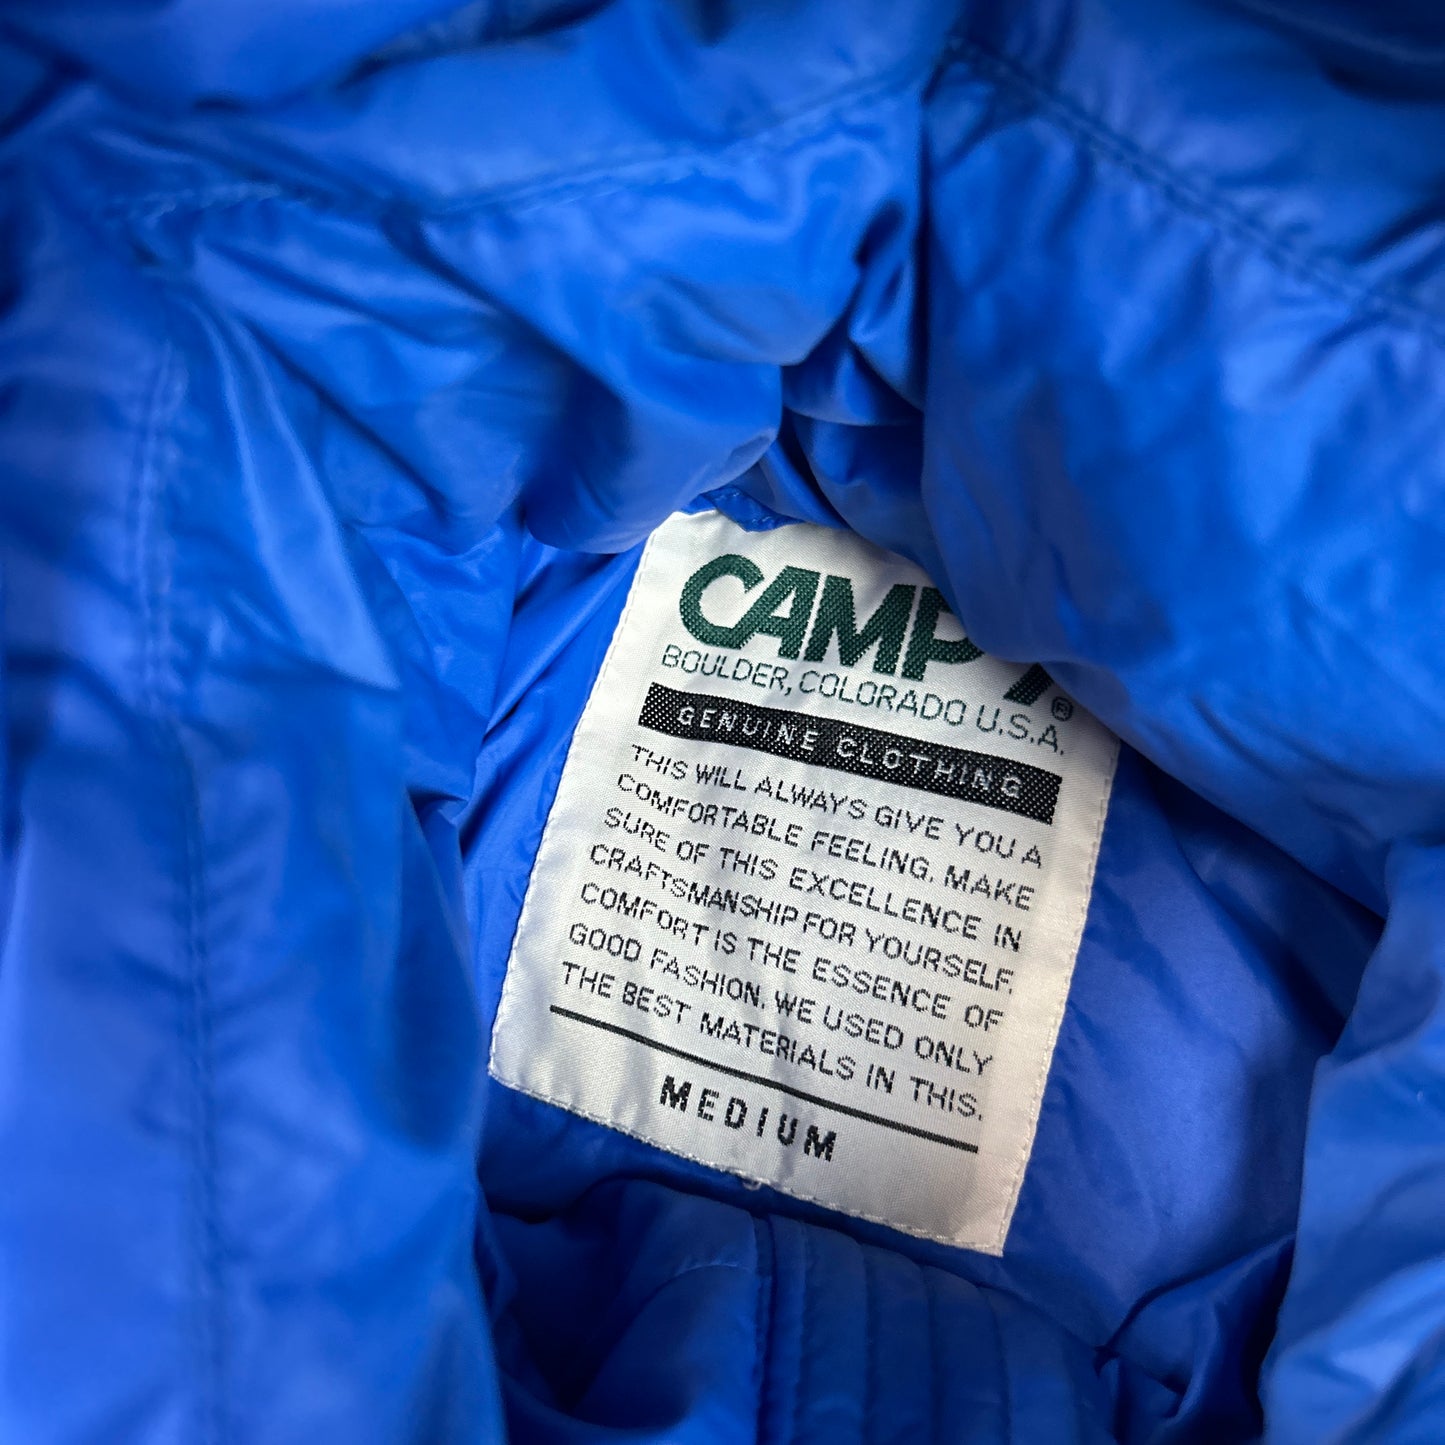 CAMP7®
BOULDER, COLORADO U.S.A.
GENUINE CLOTHING
THIS WILL ALWAYS GIVE YOU A
COMFORTABLE FEELING. MAKE
SURE OF THIS EXCELLENCE IN
CRAFTSMANSHIP FOR YOURSELF.
COMFORT IS THE ESSENCE OF
GOOD FASHION. WE USED ONLY
THE BEST MATERIALS IN THIS.
MEDIUM